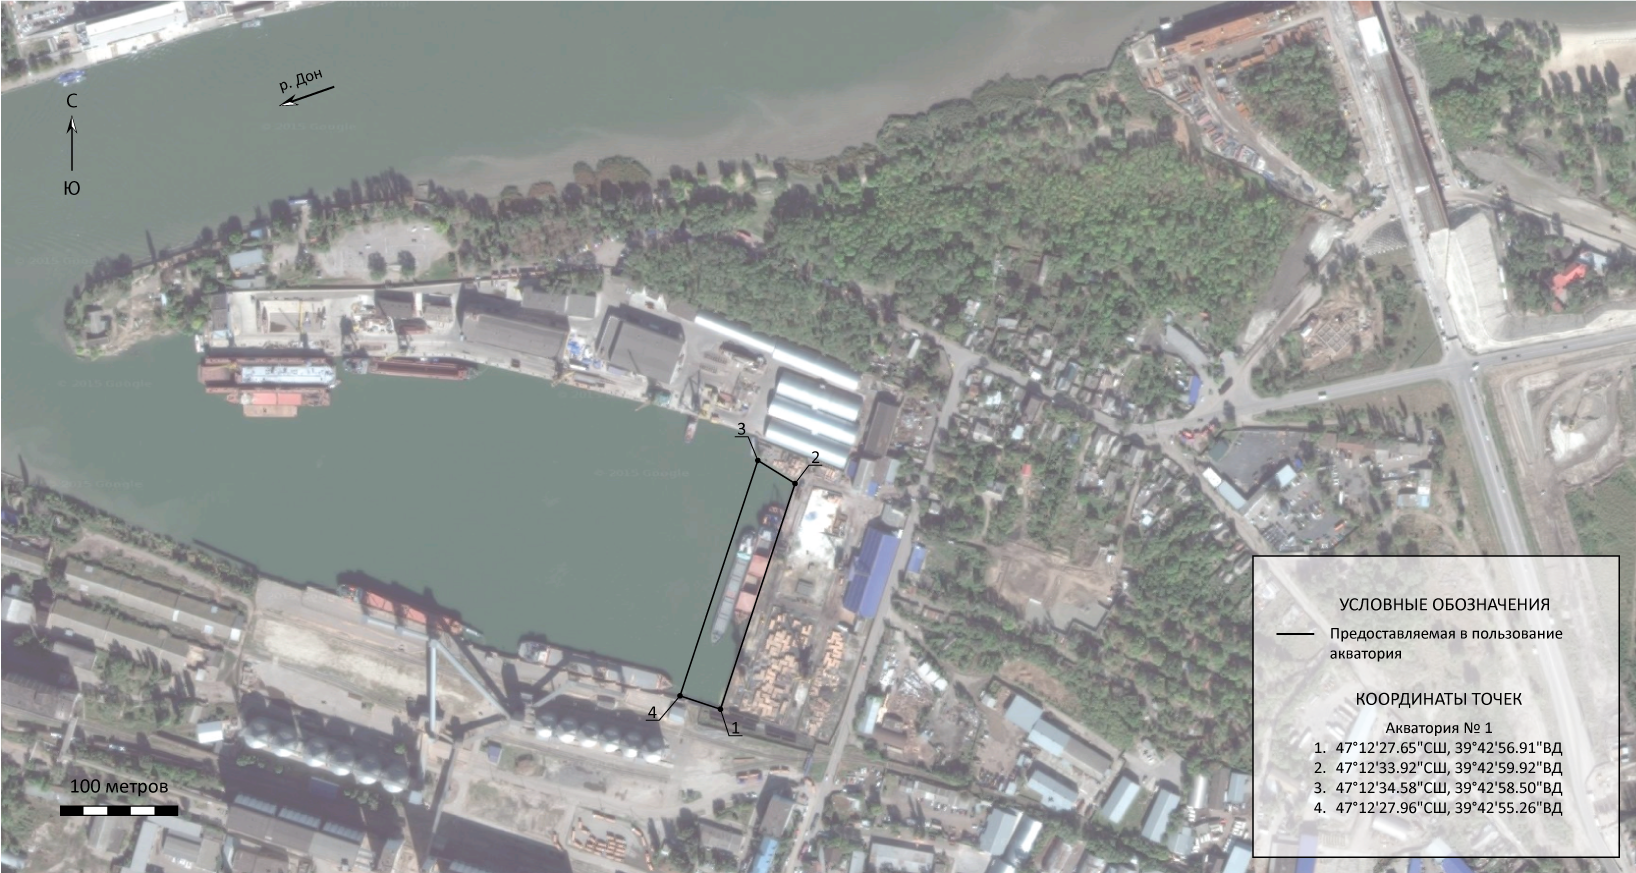 р. Дон
С
Ю
3
2
4
1
100 метров
УСЛОВНЫЕ ОБОЗНАЧЕНИЯ
Предоставляемая в пользование
акватория
КООРДИНАТЫ ТОЧЕК
Акватория № 1
1. 47°12'27.65"СШ, 39°42'56.91"ВД
2. 47°12'33.92"СШ, 39°42'59.92"ВД
3. 47°12'34.58"СШ, 39°42'58.50"ВД
4. 47°12'27.96"СШ, 39°42'55.26"ВД
© 2015 Google